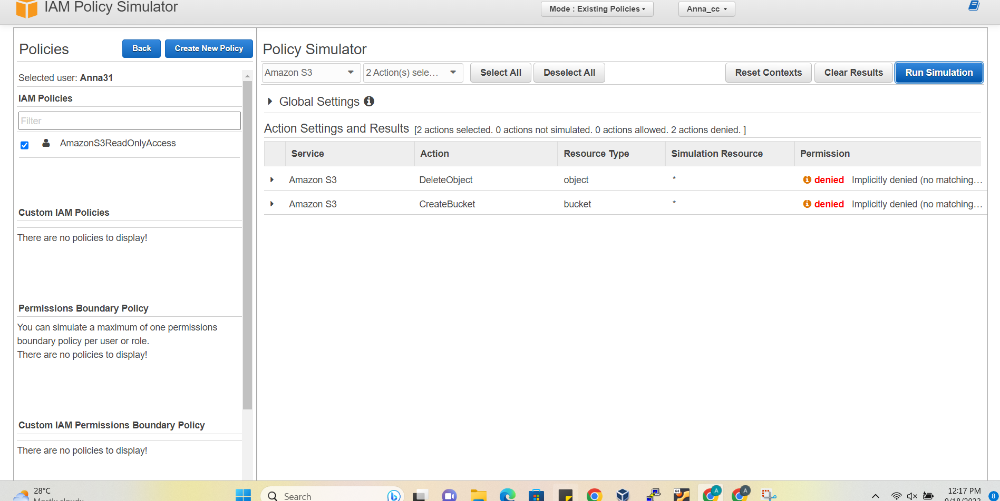 IAM Policy Simulator
Mode : Existing Policies
Anna_cc
Policies
Back
Create New Policy
Selected user: Anna31
IAM Policies
Filter
AmazonS3ReadOnlyAccess
Custom IAM Policies
There are no policies to display!
Permissions Boundary Policy
You can simulate a maximum of one permissions
boundary policy per user or role.
There are no policies to display!
Custom IAM Permissions Boundary Policy
There are no policies to display!
Policy Simulator
Amazon S3
2 Action(s) sele...
Select All
Deselect All
Reset Contexts
Clear Results
Run Simulation
Global Settings
Action Settings and Results [2 actions selected. 0 actions not simulated. 0 actions allowed. 2 actions denied. ]
Service Action Resource Type Simulation Resource Permission
Amazon S3 DeleteObject object * denied Implicitly denied (no matching...
Amazon S3 CreateBucket bucket * denied Implicitly denied (no matching...
28°C
Mostly cloudy
Search
64
A
A
12:17 PM
9/18/2023